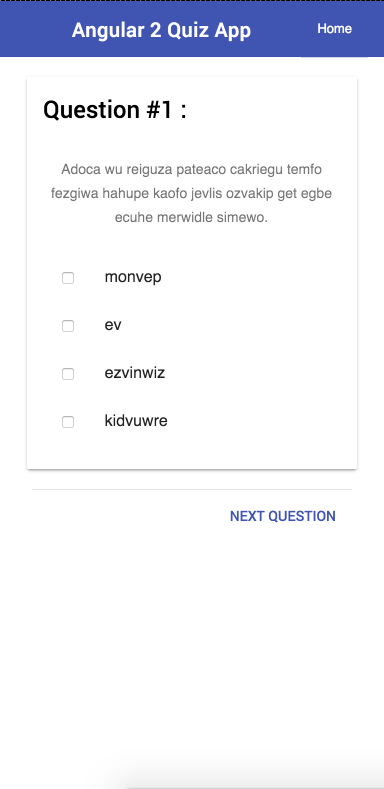 Angular 2 Quiz App
Home
Question #1 :
Adoca wu reiguza pateaco cakriegu temfo
fezgiwa hahupe kaofo jevlis ozvakip get egbe
ecuhe merwidle simewo.
monvep
ev
ezvinwiz
kidvuwre
NEXT QUESTION